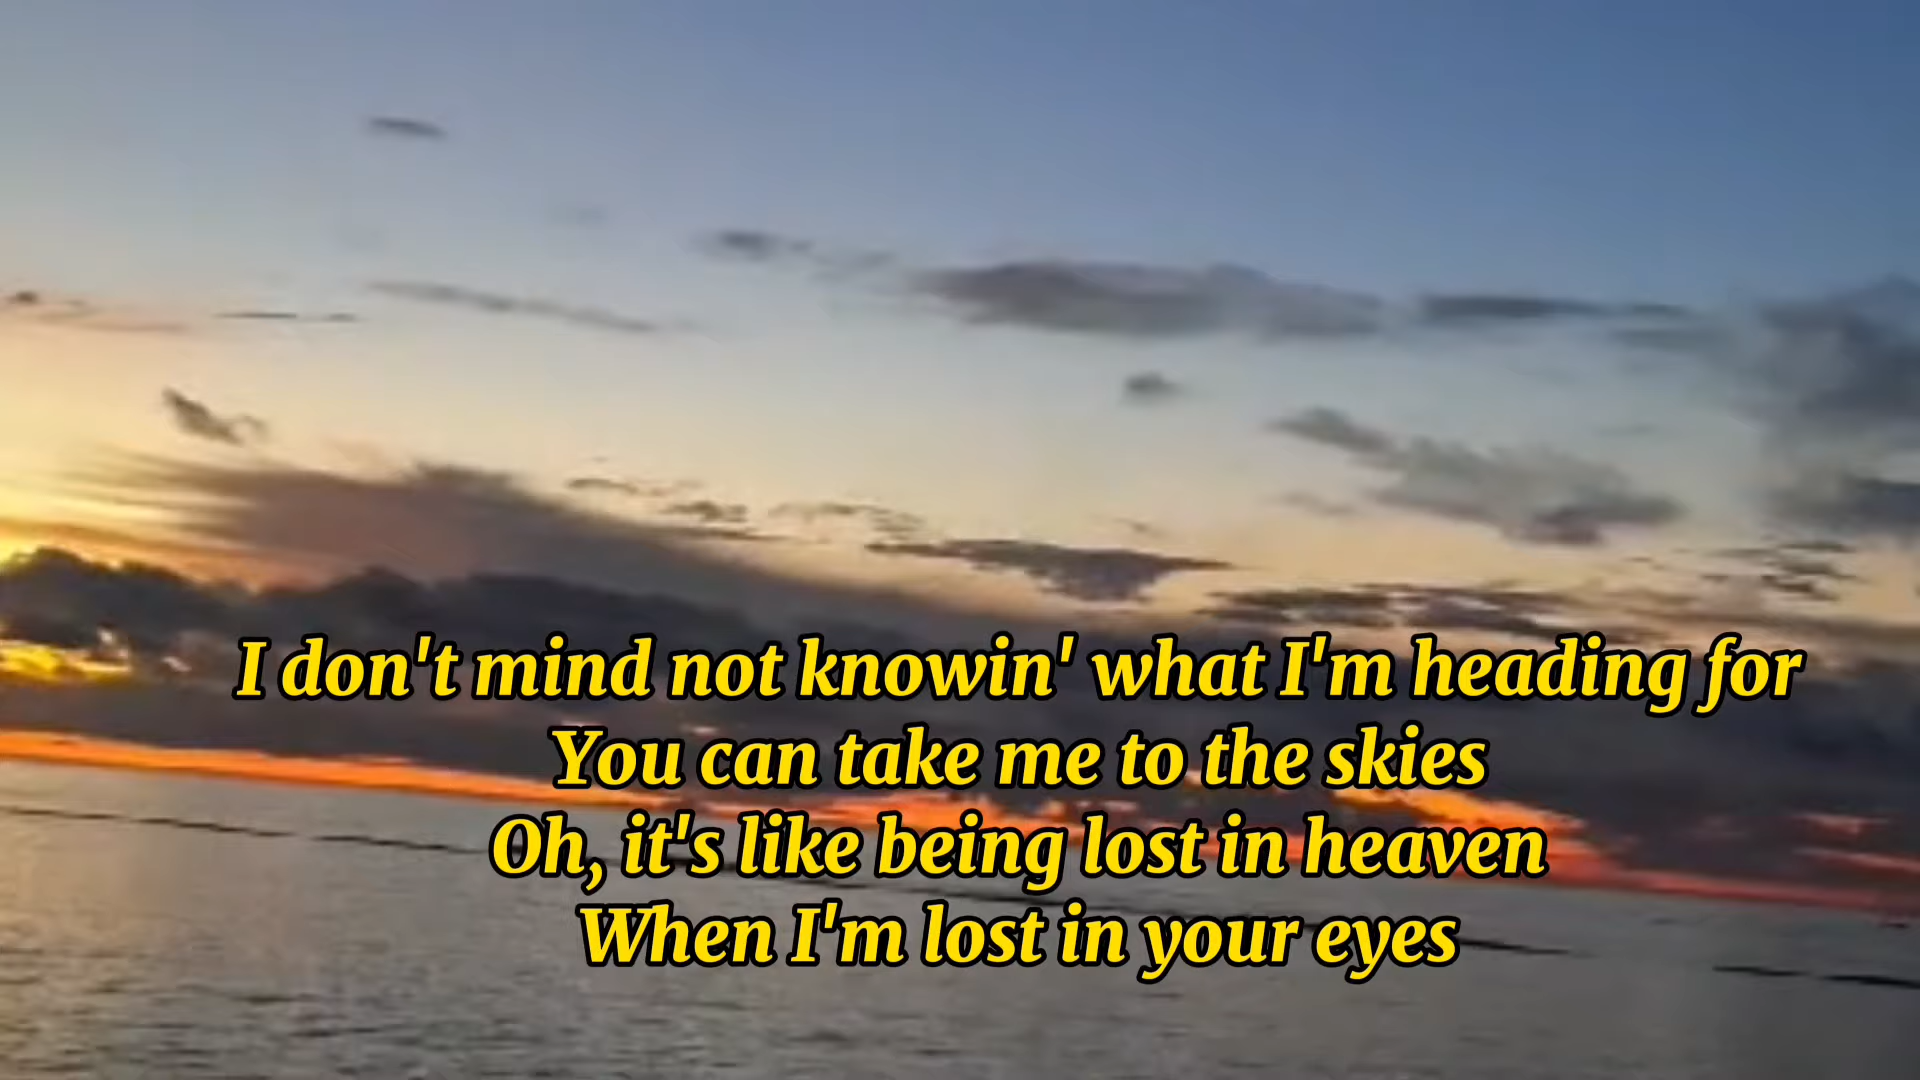 I don't mind not knowin' what I'm heading for
You can take me to the skies
Oh, it's like being lost in heaven
When I'm lost in your eyes